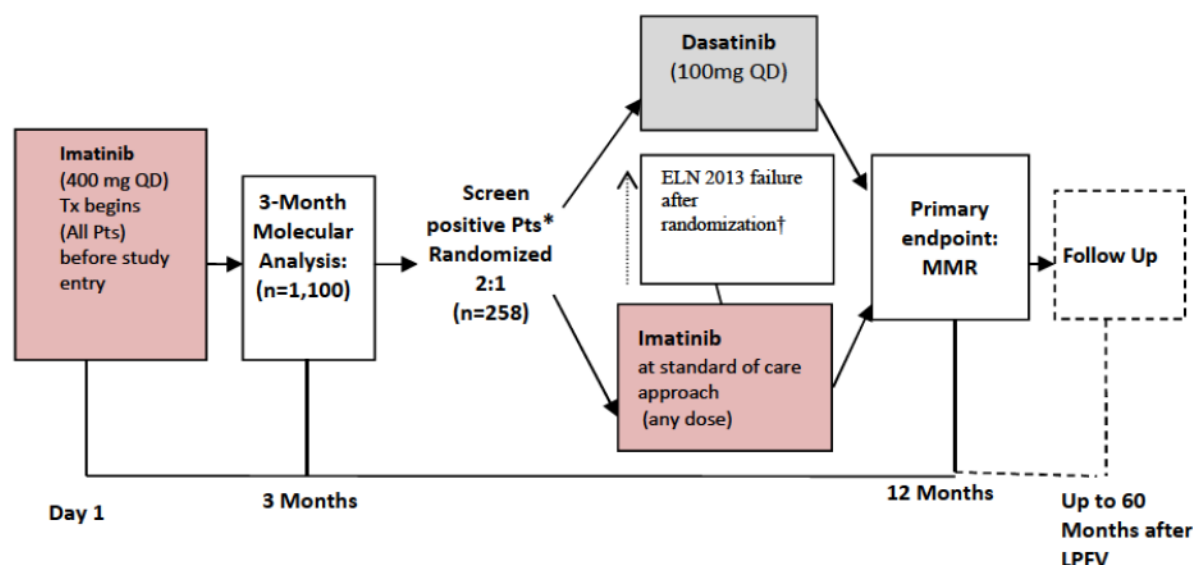 Imatinib
(400 mg QD)
Tx begins
(All Pts)
before study
entry
3-Month
Molecular
Analysis:
(n=1,100)
Screen
positive Pts*
Randomized
2:1
(n=258)
Dasatinib
(100mg QD)
ELN 2013 failure
after
randomization†
Imatinib
at standard of care
approach
(any dose)
Primary
endpoint:
MMR
Follow Up
Day 1
3 Months
12 Months
Up to 60
Months after
LPFV